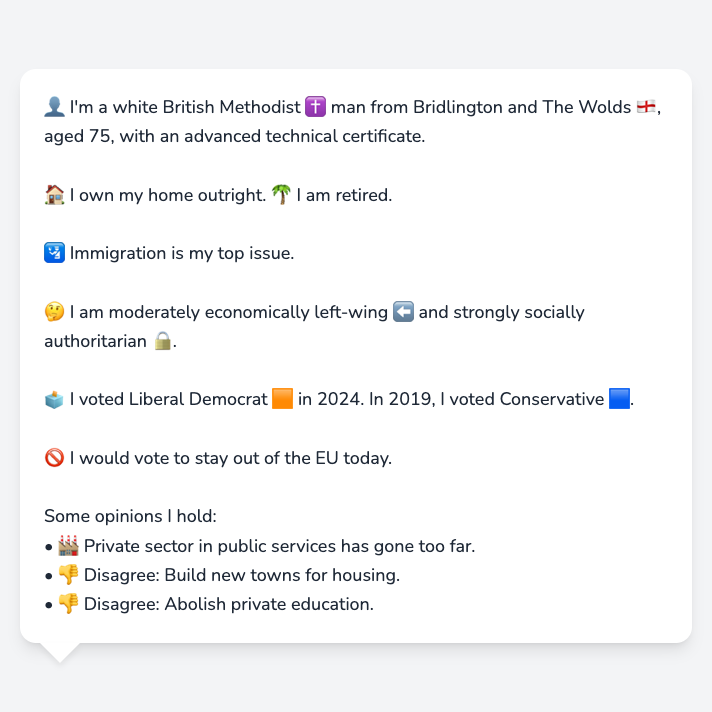 👤 I'm a white British Methodist ✝️ man from Bridlington and The Wolds 🏴󠁧󠁢󠁥󠁮󠁧󠁿,
aged 75, with an advanced technical certificate.
🏠 I own my home outright. 🌴 I am retired.
🛂 Immigration is my top issue.
🤔 I am moderately economically left-wing ⬅️ and strongly socially
authoritarian 🔒.
🗳️ I voted Liberal Democrat 🟧 in 2024. In 2019, I voted Conservative 🟦.
🚫 I would vote to stay out of the EU today.
Some opinions I hold:
• 🏭 Private sector in public services has gone too far.
• 👎 Disagree: Build new towns for housing.
• 👎 Disagree: Abolish private education.